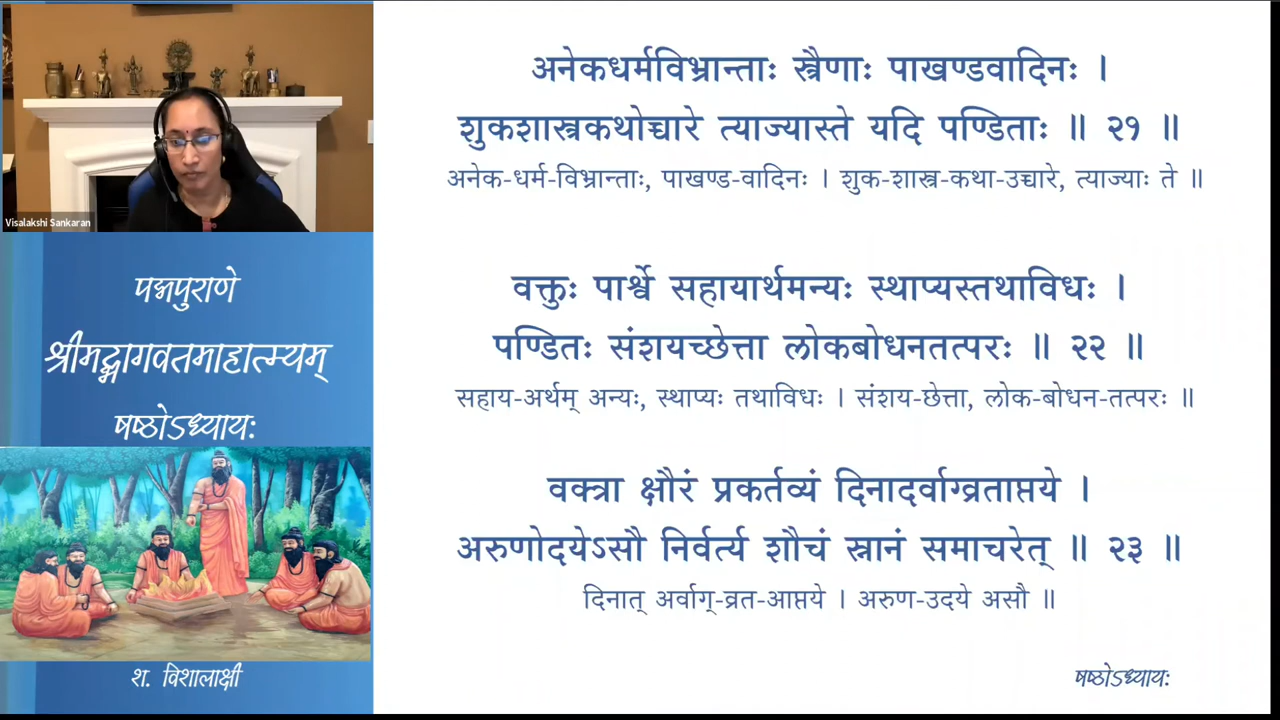 Visalakshi Sankaran
पद्मपुराणे
श्रीमद्भागवतमाहात्म्यम्
षष्ठोऽध्यायः
श. विशालाक्षी
अनेकधर्मविभ्रान्ताः स्त्रैणाः पाखण्डवादिनः ।
शुकशास्त्रकथोच्चारे त्याज्यास्ते यदि पण्डिताः ॥ २१ ॥
अनेक-धर्म-विभ्रान्ताः, पाखण्ड-वादिनः । शुक-शास्त्र-कथा-उच्चारे, त्याज्याः ते ॥
वक्तुः पार्श्वे सहायार्थमन्यः स्थाप्यस्तथाविधः ।
पण्डितः संशयच्छेत्ता लोकबोधनतत्परः ॥ २२ ॥
सहाय-अर्थम् अन्यः, स्थाप्यः तथाविधः । संशय-छेत्ता, लोक-बोधन-तत्परः ॥
वक्त्रा क्षौरं प्रकर्तव्यं दिनादर्वाग्व्रताप्तये ।
अरुणोदयेऽसौ निर्वर्त्य शौचं स्नानं समाचरेत् ॥ २३ ॥
दिनात् अर्वाग्-व्रत-आप्तये । अरुण-उदये असौ ॥
षष्ठोऽध्यायः